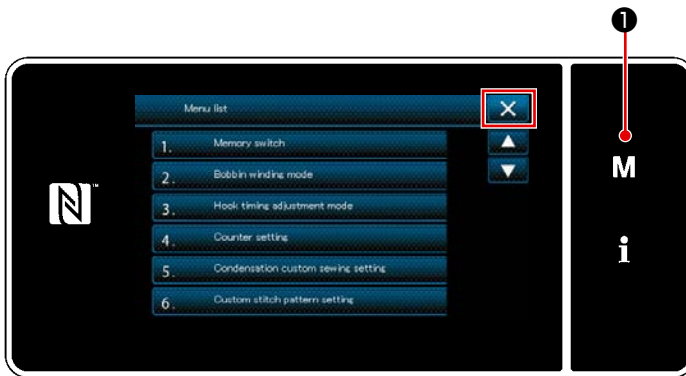 ❶
Menu list
1. Memory switch
2. Bobbin winding mode
3. Hook timing adjustment mode
4. Counter setting
5. Condensation custom sewing setting
6. Custom stitch pattern setting
M
i
N